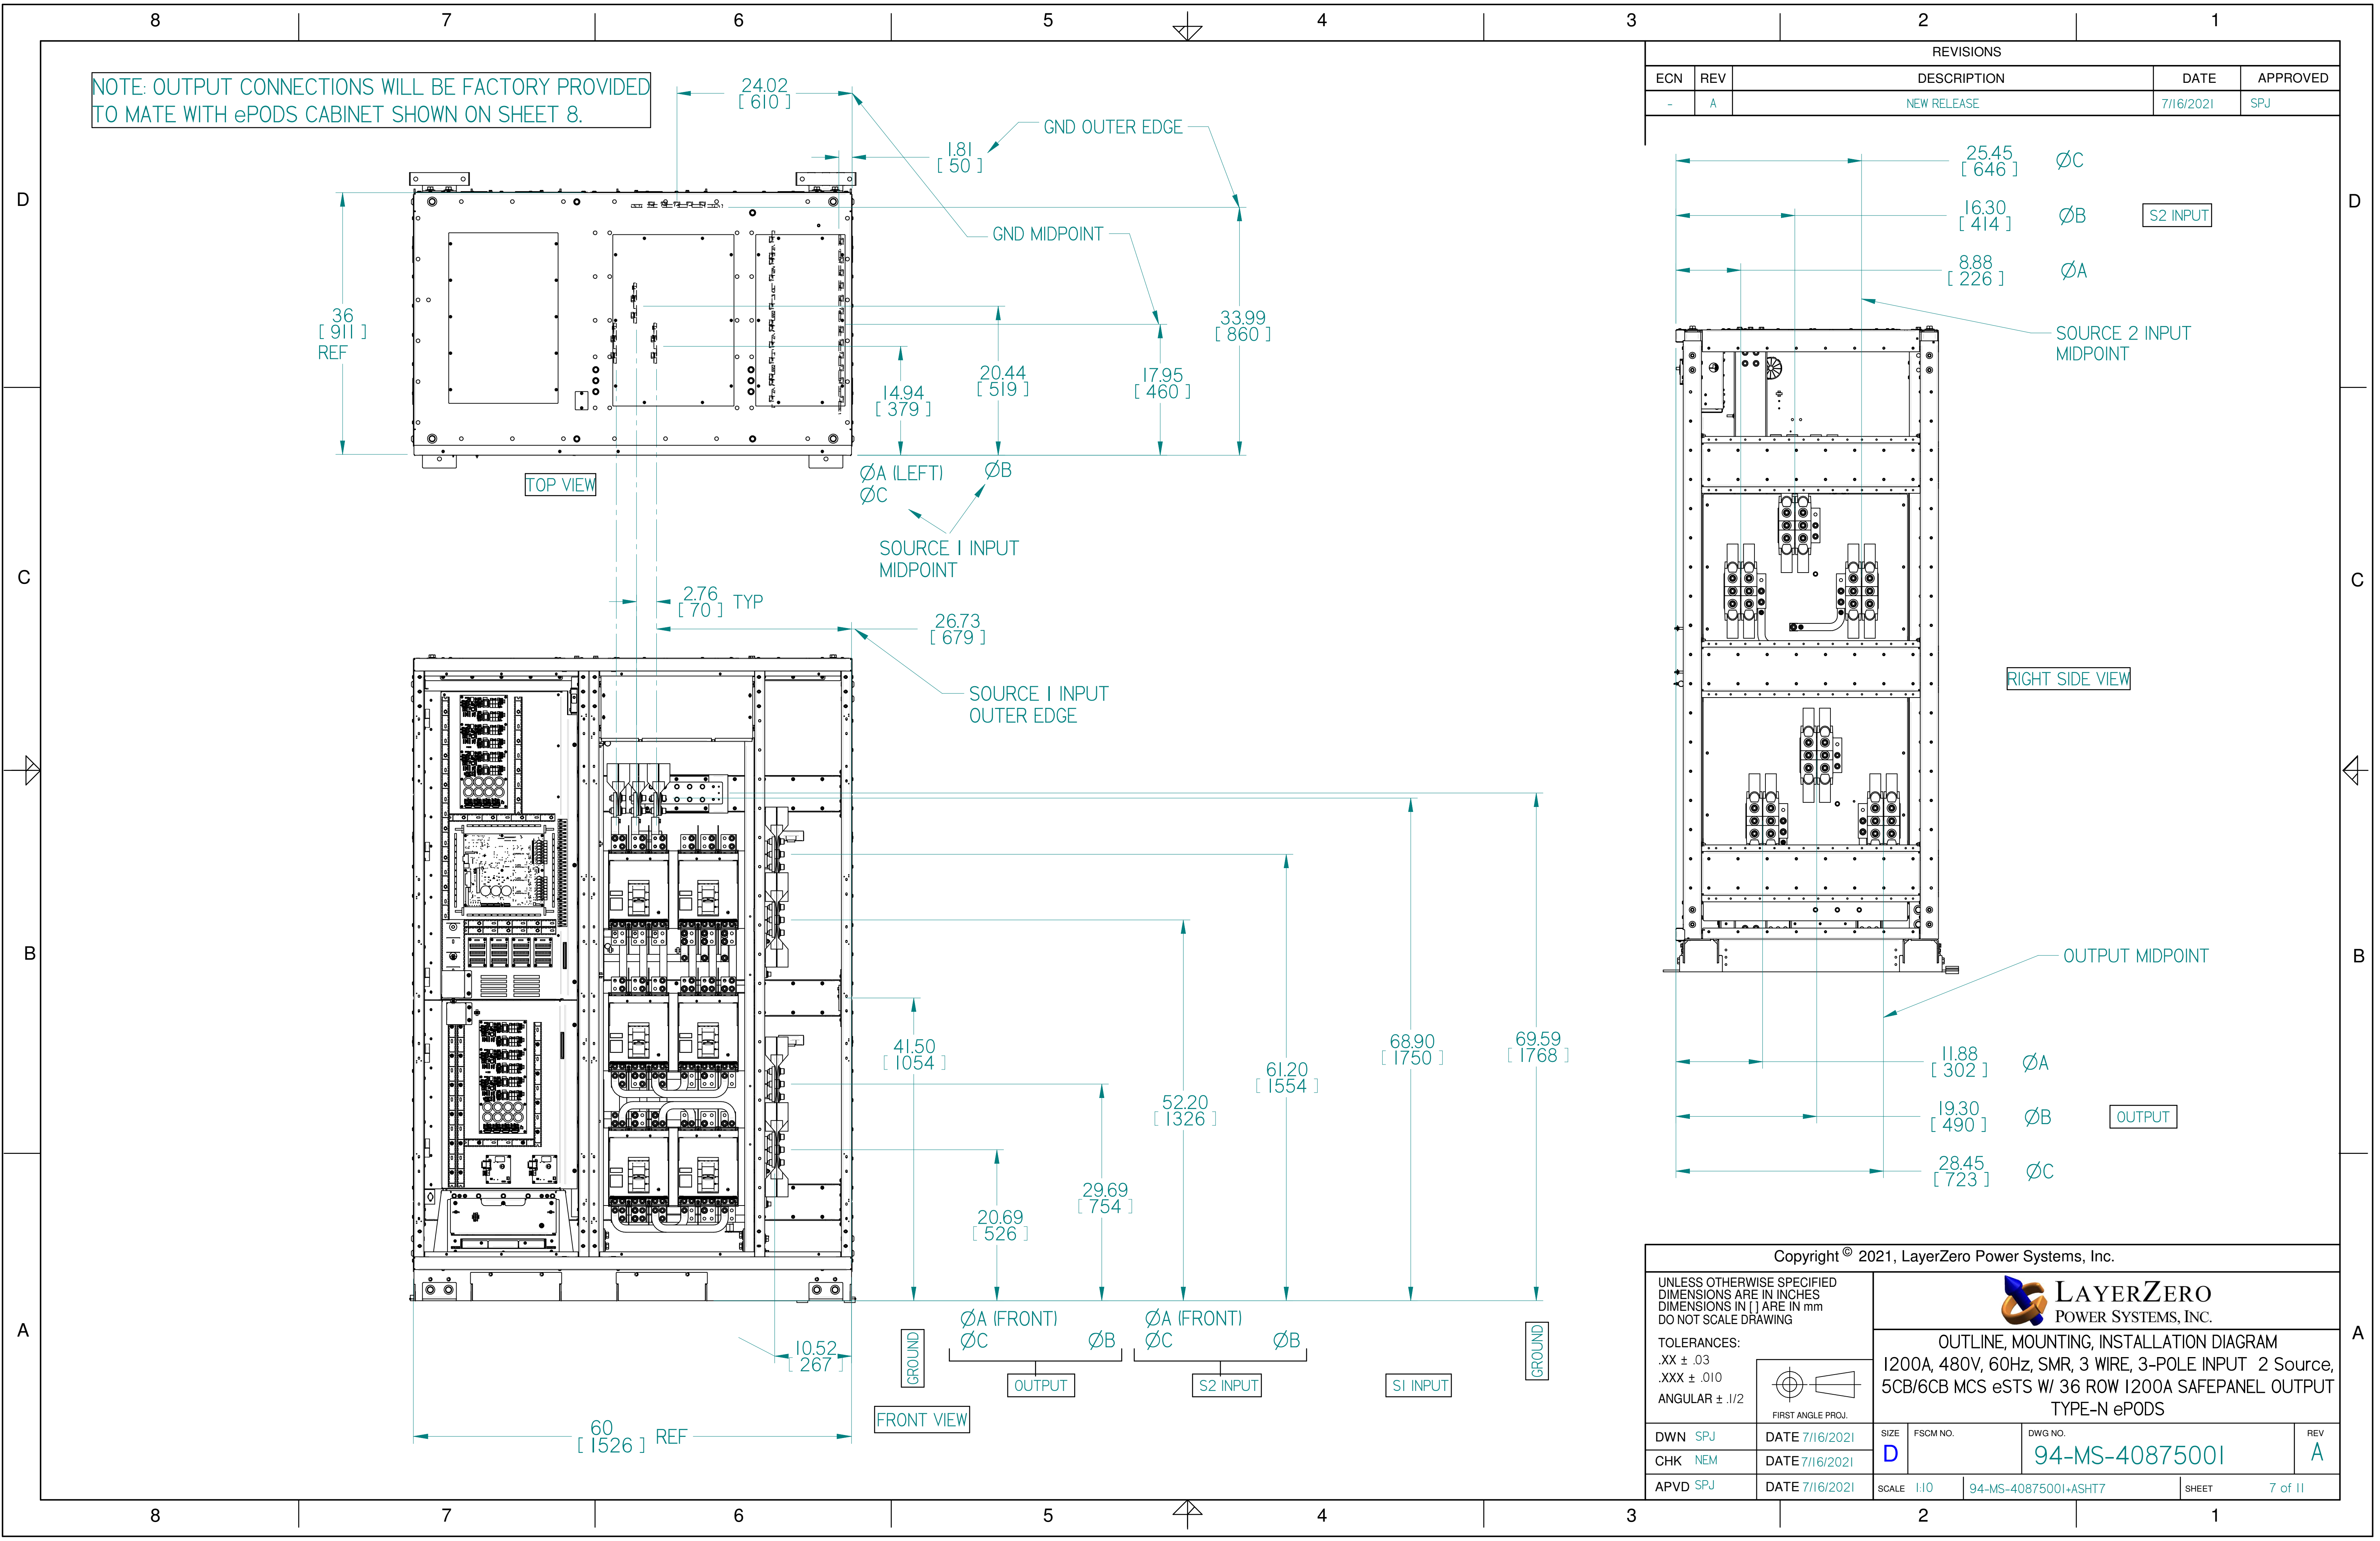 8 7 6 5 4 3 2 1
NOTE: OUTPUT CONNECTIONS WILL BE FACTORY PROVIDED
TO MATE WITH ePODS CABINET SHOWN ON SHEET 8.
REVISIONS
ECN REV DESCRIPTION DATE APPROVED
- A NEW RELEASE 7/16/2021 SPJ
24.02
[ 610 ]
GND OUTER EDGE
1.81
[ 50 ]
GND MIDPOINT
36
[ 911 ]
REF
33.99
[ 860 ]
14.94
[ 379 ]
20.44
[ 519 ]
17.95
[ 460 ]
TOP VIEW
ØA (LEFT)
ØC
ØB
SOURCE 1 INPUT
MIDPOINT
2.76
[ 70 ] TYP
26.73
[ 679 ]
SOURCE 1 INPUT
OUTER EDGE
41.50
[ 1054 ]
20.69
[ 526 ]
29.69
[ 754 ]
52.20
[ 1326 ]
61.20
[ 1554 ]
68.90
[ 1750 ]
69.59
[ 1768 ]
10.52
[ 267 ]
GROUND
ØA (FRONT)
ØC ØB
OUTPUT
ØA (FRONT)
ØC ØB
S2 INPUT
S1 INPUT
GROUND
FRONT VIEW
60
[ 1526 ] REF
25.45
[ 646 ] ØC
16.30
[ 414 ] ØB
S2 INPUT
8.88
[ 226 ] ØA
SOURCE 2 INPUT
MIDPOINT
RIGHT SIDE VIEW
OUTPUT MIDPOINT
11.88
[ 302 ] ØA
19.30
[ 490 ] ØB
OUTPUT
28.45
[ 723 ] ØC
D
C
B
A
D
C
B
A
Copyright © 2021, LayerZero Power Systems, Inc.
UNLESS OTHERWISE SPECIFIED
DIMENSIONS ARE IN INCHES
DIMENSIONS IN [ ] ARE IN mm
DO NOT SCALE DRAWING
TOLERANCES:
.XX ± .03
.XXX ± .010
ANGULAR ± .1/2
FIRST ANGLE PROJ.
LAYERZERO
POWER SYSTEMS, INC.
OUTLINE, MOUNTING, INSTALLATION DIAGRAM
1200A, 480V, 60Hz, SMR, 3 WIRE, 3-POLE INPUT 2 Source,
5CB/6CB MCS eSTS W/ 36 ROW 1200A SAFEPANEL OUTPUT
TYPE-N ePODS
DWN SPJ DATE 7/16/2021
CHK NEM DATE 7/16/2021
APVD SPJ DATE 7/16/2021
SIZE
D
FSCM NO.
DWG NO.
94-MS-40875001
REV
A
SCALE 1:10 94-MS-40875001+ASHT7 SHEET 7 of 11
8 7 6 5 4 3 2 1